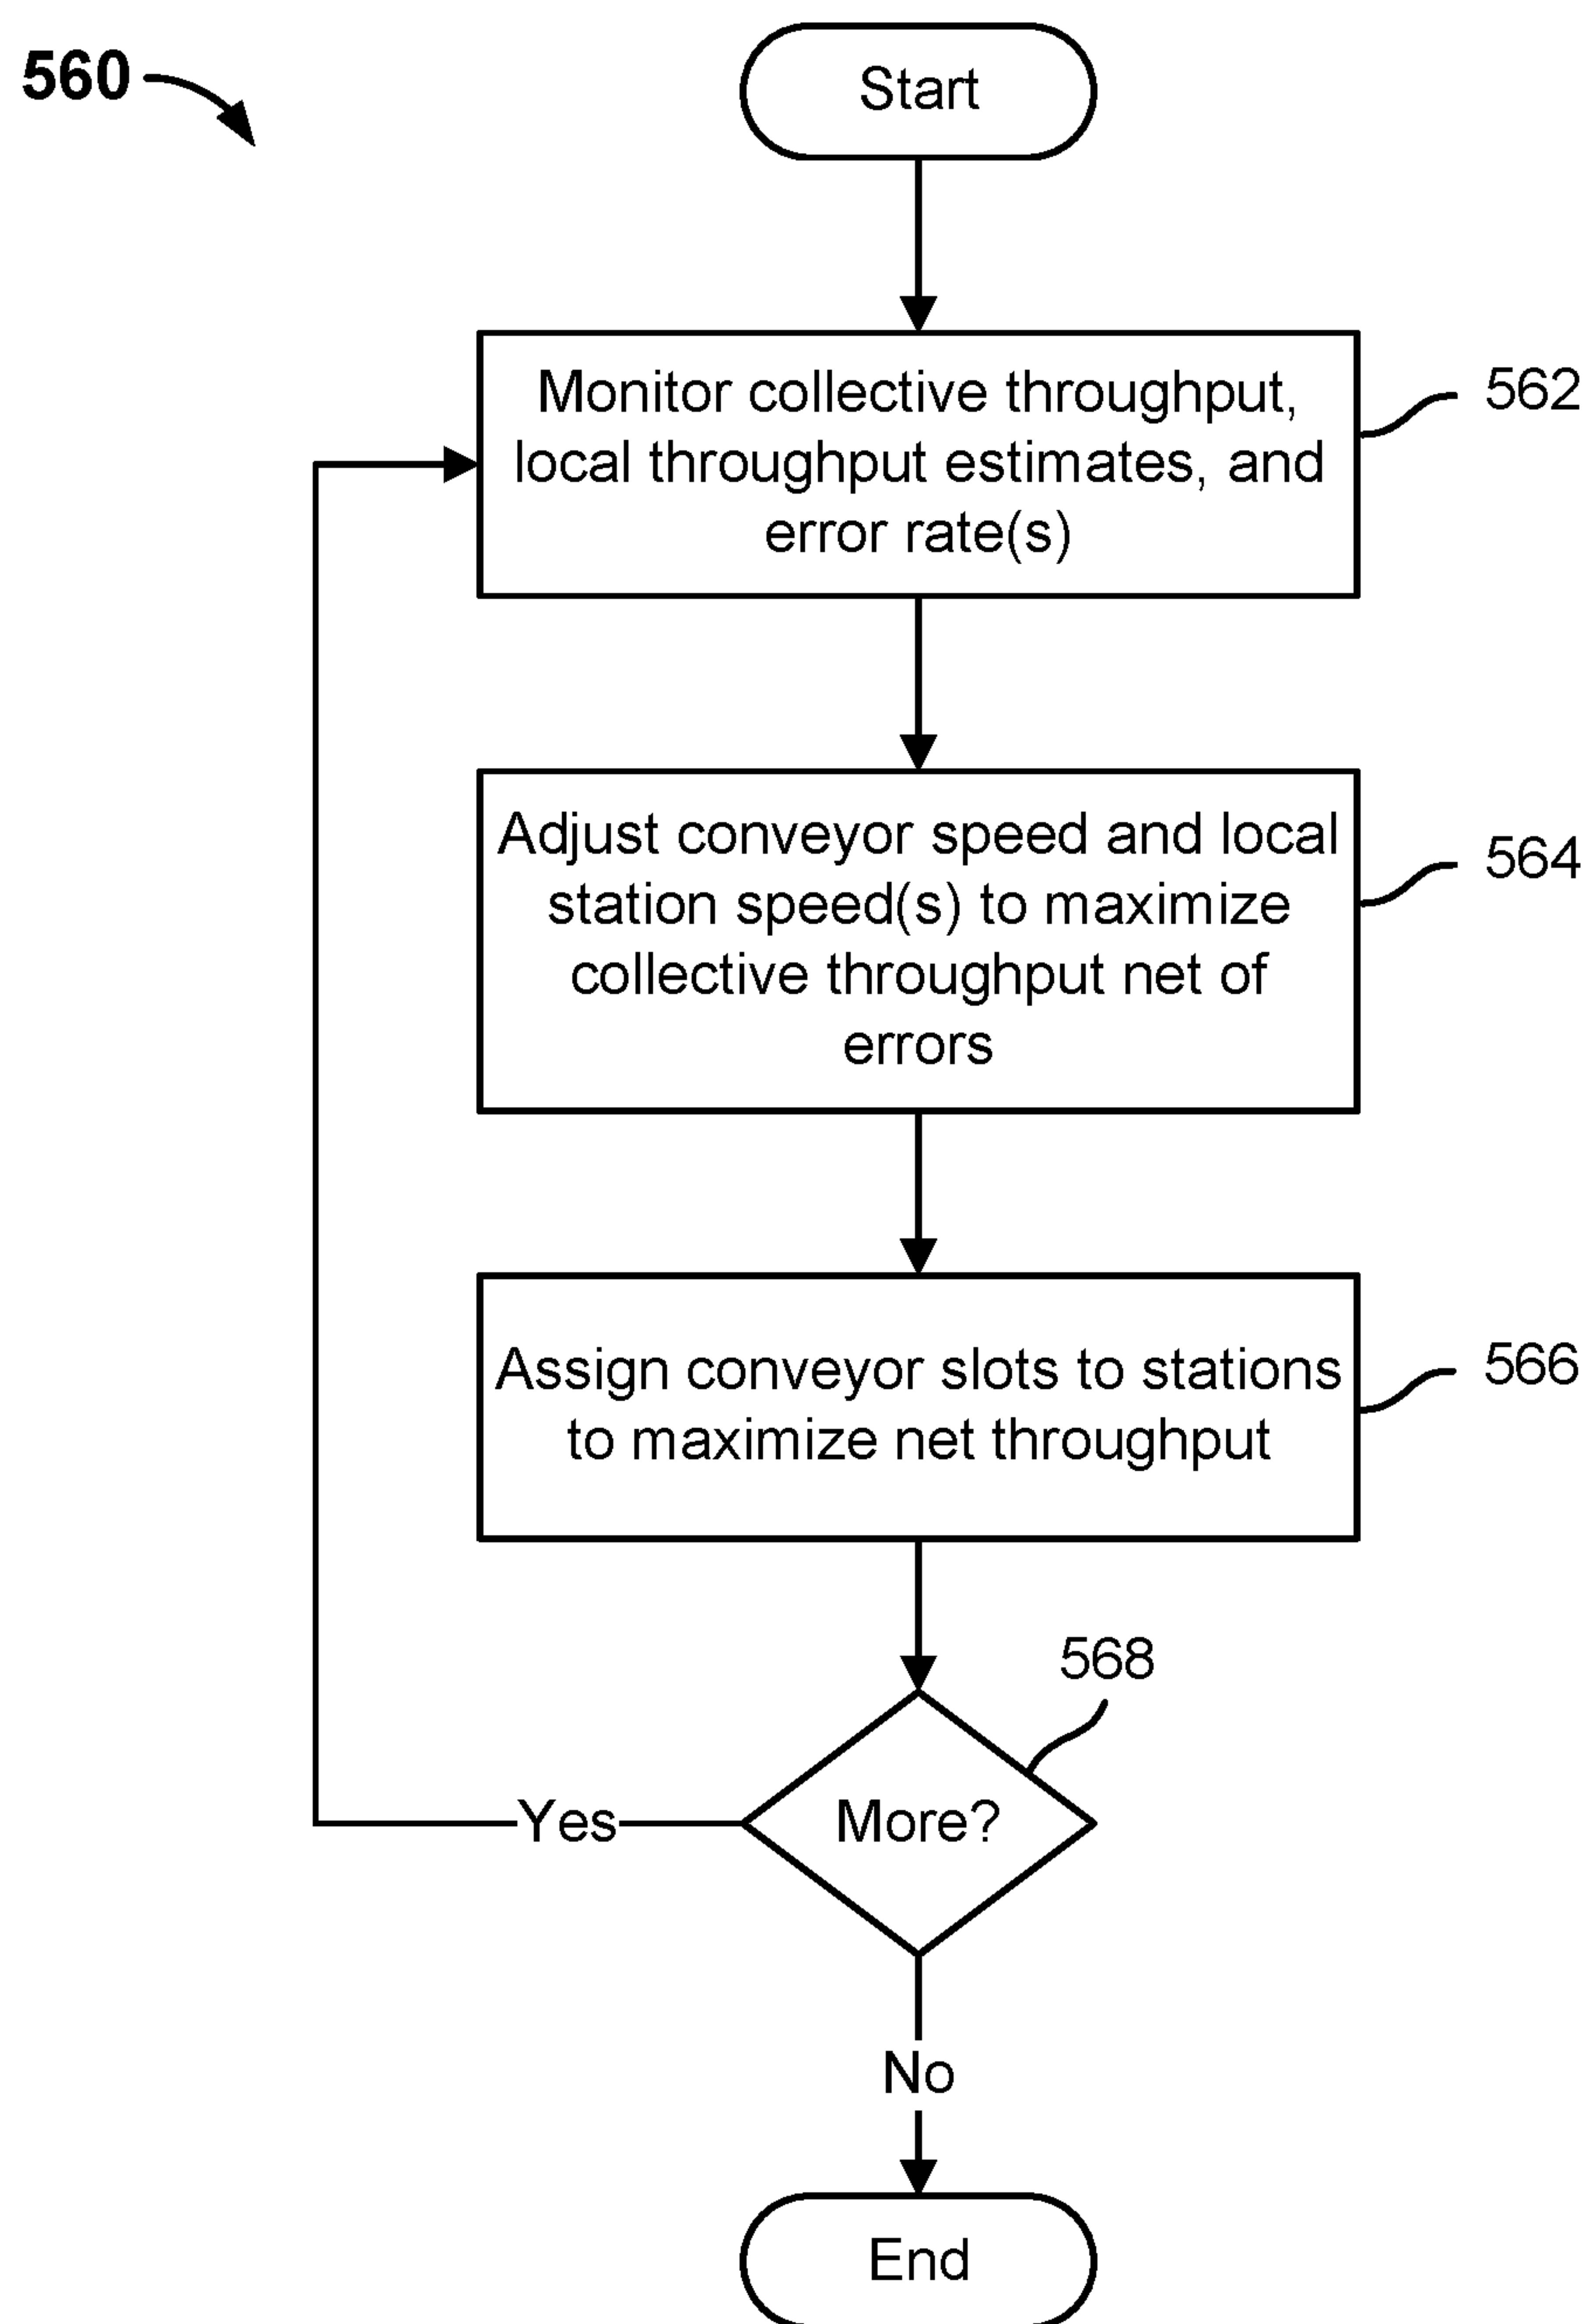 560
Start
Monitor collective throughput,
local throughput estimates, and
error rate(s)
562
Adjust conveyor speed and local
station speed(s) to maximize
collective throughput net of
errors
564
Assign conveyor slots to stations
to maximize net throughput
566
568
More?
Yes
No
End